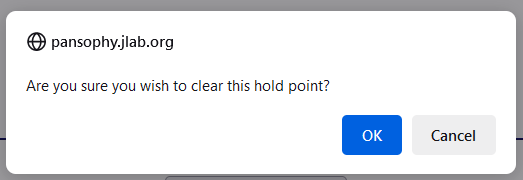 pansophy.jlab.org
Are you sure you wish to clear this hold point?
OK
Cancel